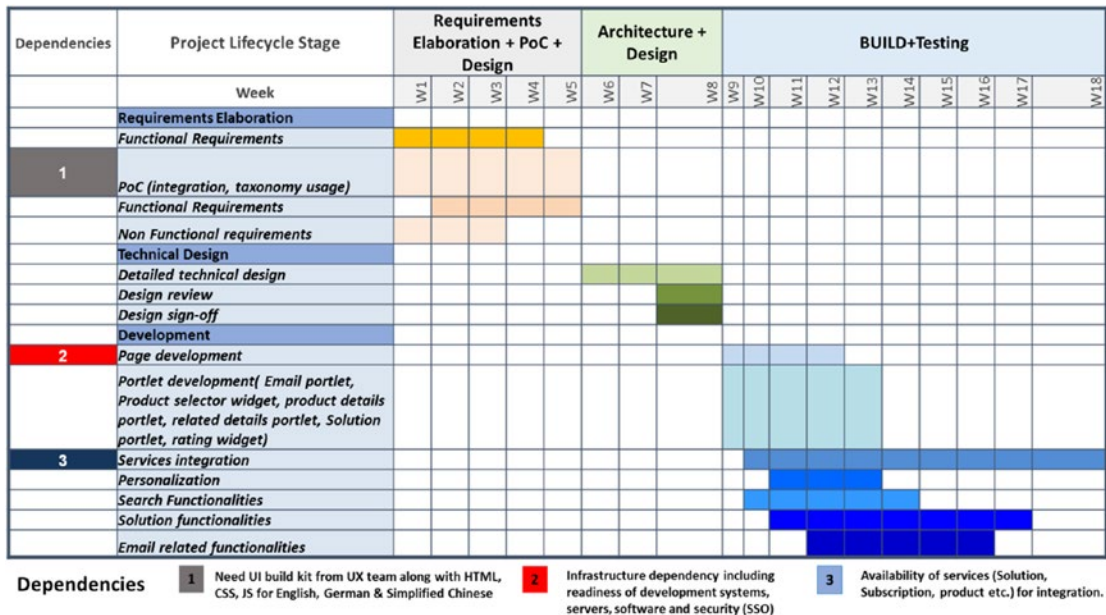 Dependencies
Project Lifecycle Stage
Requirements
Elaboration + PoC +
Design
Architecture +
Design
BUILD+Testing
Week
W1
W2
W3
W4
W5
W6
W7
W8
W9
W10
W11
W12
W13
W14
W15
W16
W17
W18
Requirements Elaboration
Functional Requirements
1
PoC (integration, taxonomy usage)
Functional Requirements
Non Functional requirements
Technical Design
Detailed technical design
Design review
Design sign-off
Development
2
Page development
Portlet development( Email portlet,
Product selector widget, product details
portlet, related details portlet, Solution
portlet, rating widget)
3
Services integration
Personalization
Search Functionalities
Solution functionalities
Email related functionalities
Dependencies
1
Need UI build kit from UX team along with HTML,
CSS, JS for English, German & Simplified Chinese
2
Infrastructure dependency including
readiness of development systems,
servers, software and security (SSO)
3
Availability of services (Solution,
Subscription, product etc.) for integration.